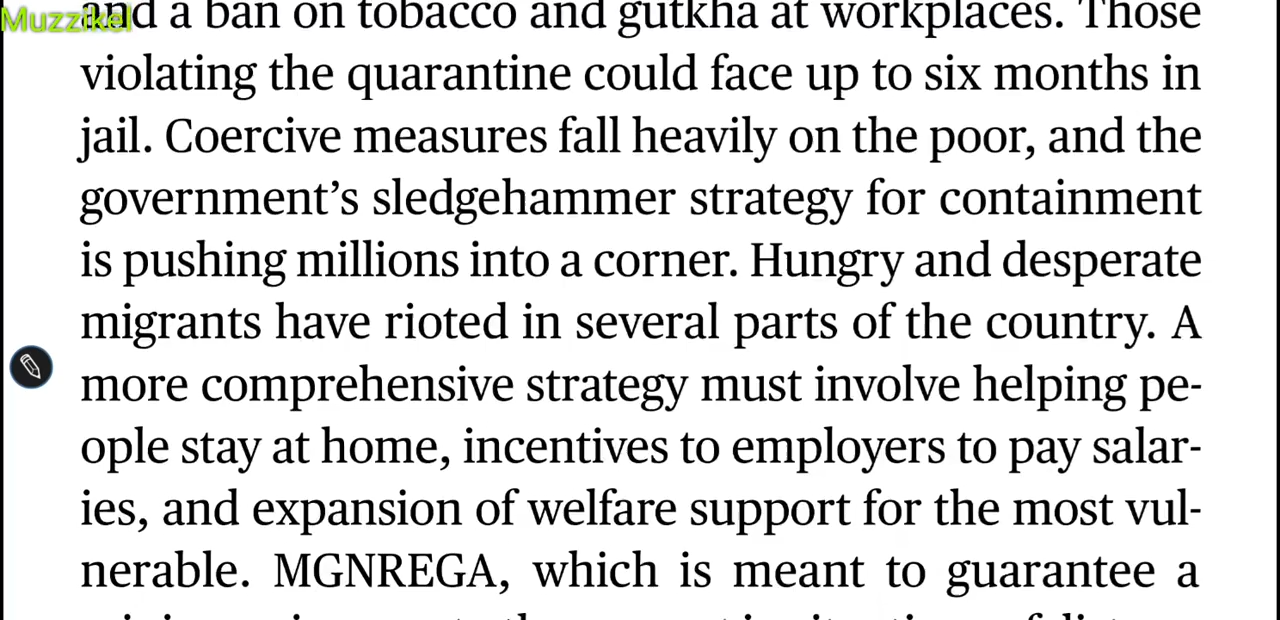 Muzzikel
and a ban on tobacco and gutkha at workplaces. Those
violating the quarantine could face up to six months in
jail. Coercive measures fall heavily on the poor, and the
government’s sledgehammer strategy for containment
is pushing millions into a corner. Hungry and desperate
migrants have rioted in several parts of the country. A
more comprehensive strategy must involve helping pe-
ople stay at home, incentives to employers to pay salar-
ies, and expansion of welfare support for the most vul-
nerable. MGNREGA, which is meant to guarantee a